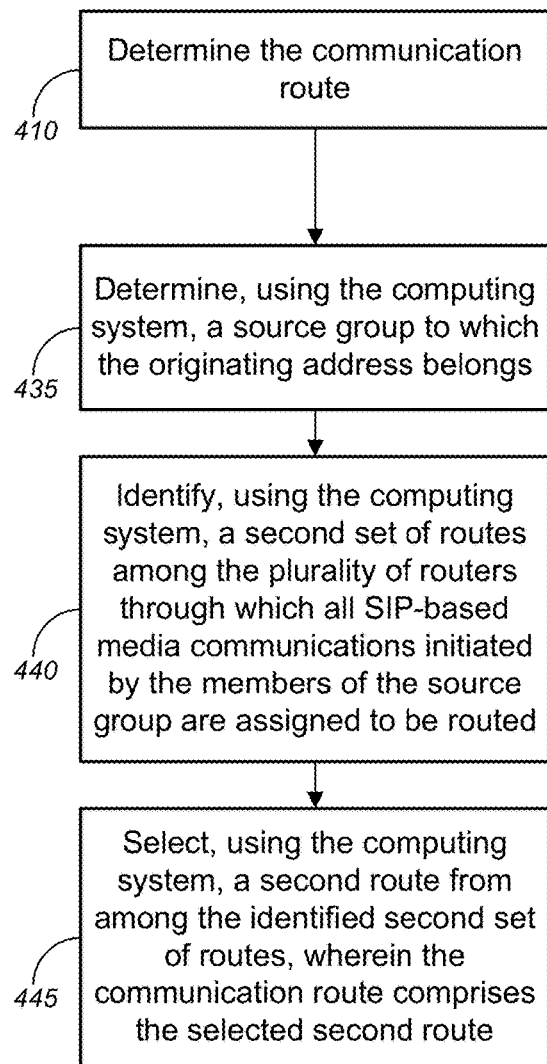 Determine the communication
route
410
Determine, using the computing
system, a source group to which
the originating address belongs
435
Identify, using the computing
system, a second set of routes
among the plurality of routers
through which all SIP-based
media communications initiated
by the members of the source
group are assigned to be routed
440
Select, using the computing
system, a second route from
among the identified second set
of routes, wherein the
communication route comprises
the selected second route
445